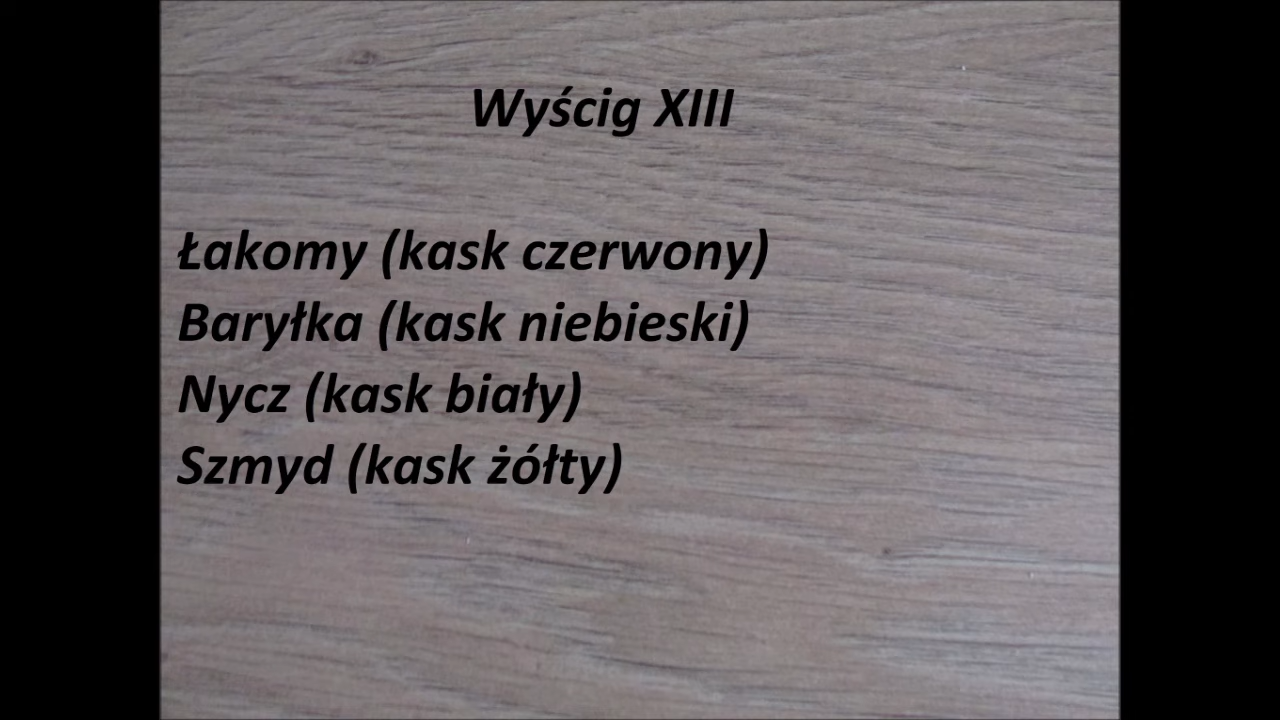 Wyścig XIII
Łakomy (kask czerwony)
Baryłka (kask niebieski)
Nycz (kask biały)
Szmyd (kask żółty)